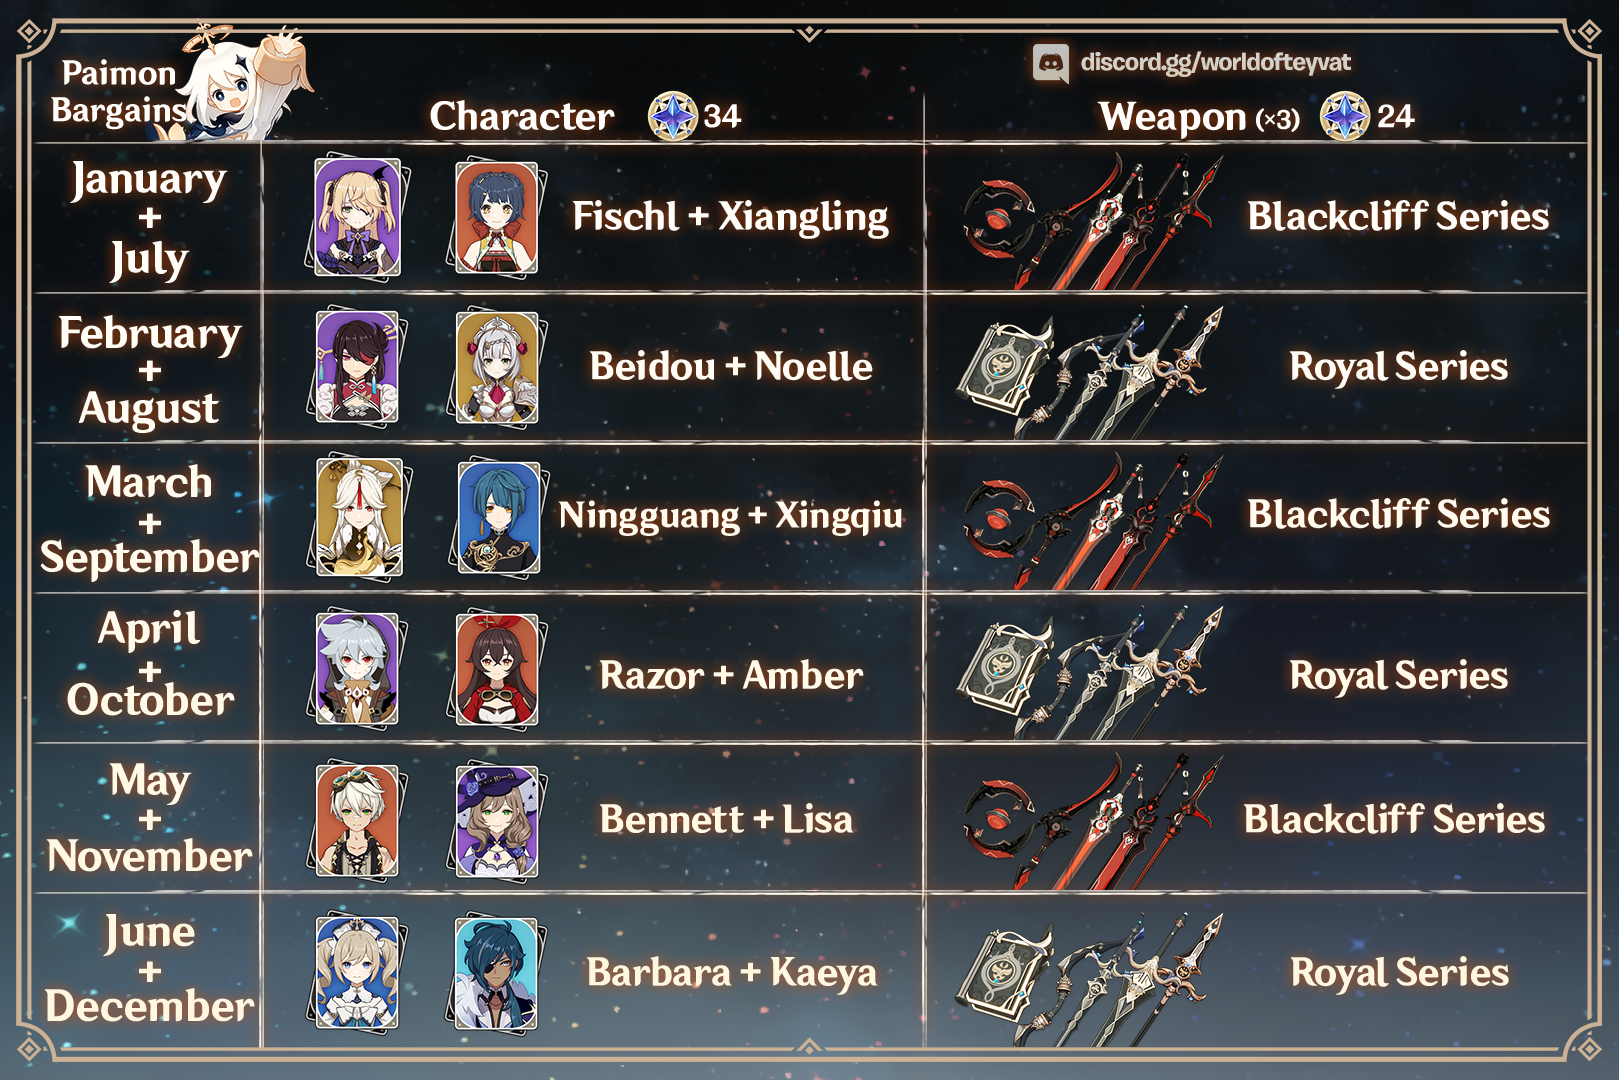 discord.gg/worldofteyvat
Paimon
Bargains
Character 34
Weapon (×3) 24
January
+
July
Fischl + Xiangling
Blackcliff Series
February
+
August
Beidou + Noelle
Royal Series
March
+
September
Ningguang + Xingqiu
Blackcliff Series
April
+
October
Razor + Amber
Royal Series
May
+
November
Bennett + Lisa
Blackcliff Series
June
+
December
Barbara + Kaeya
Royal Series